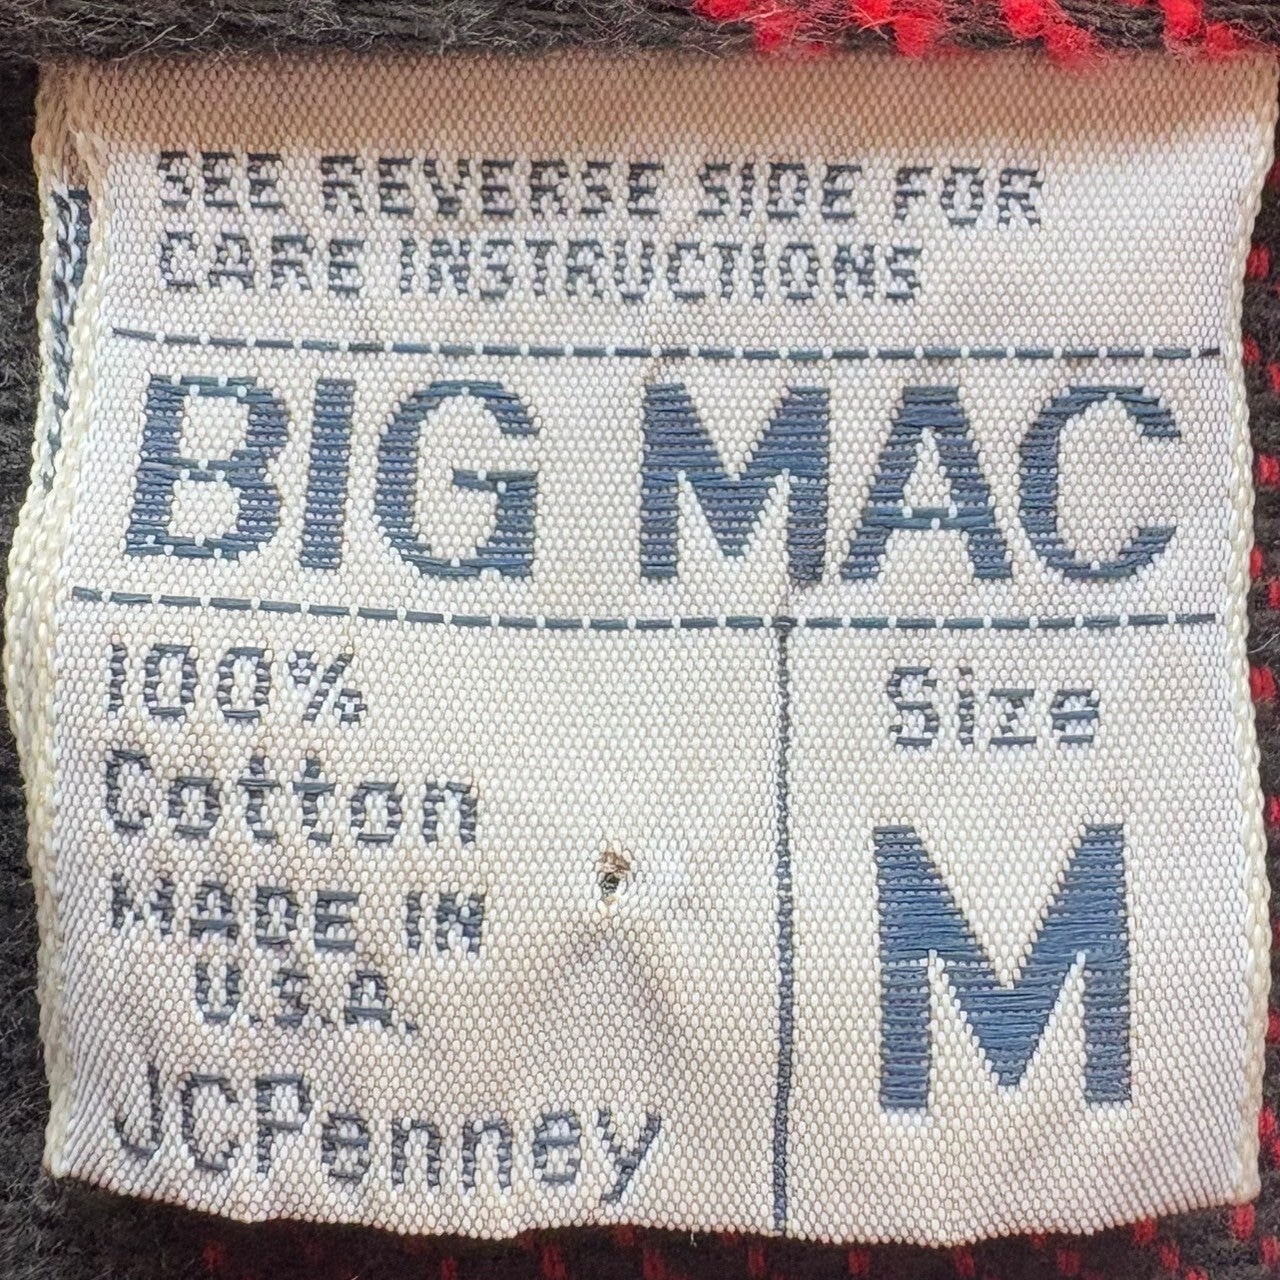 SEE REVERSE SIDE FOR
CARE INSTRUCTIONS
BIG MAC
100%
Cotton
MADE IN
U.S.A.
JCPenney
Size
M